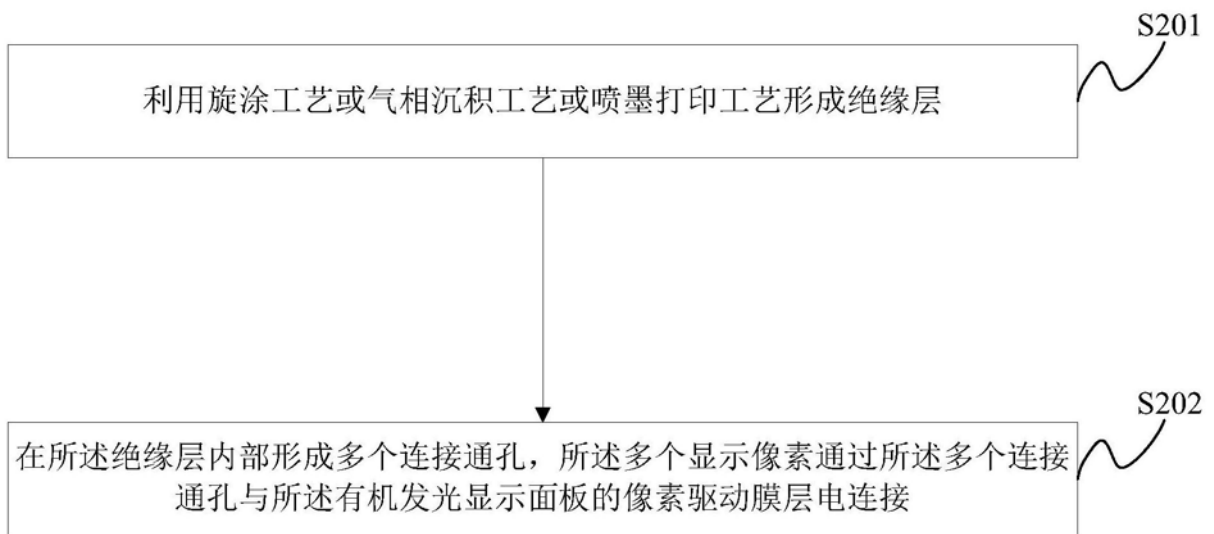 S201
利用旋涂工艺或气相沉积工艺或喷墨打印工艺形成绝缘层
S202
在所述绝缘层内部形成多个连接通孔，所述多个显示像素通过所述多个连接
通孔与所述有机发光显示面板的像素驱动膜层电连接